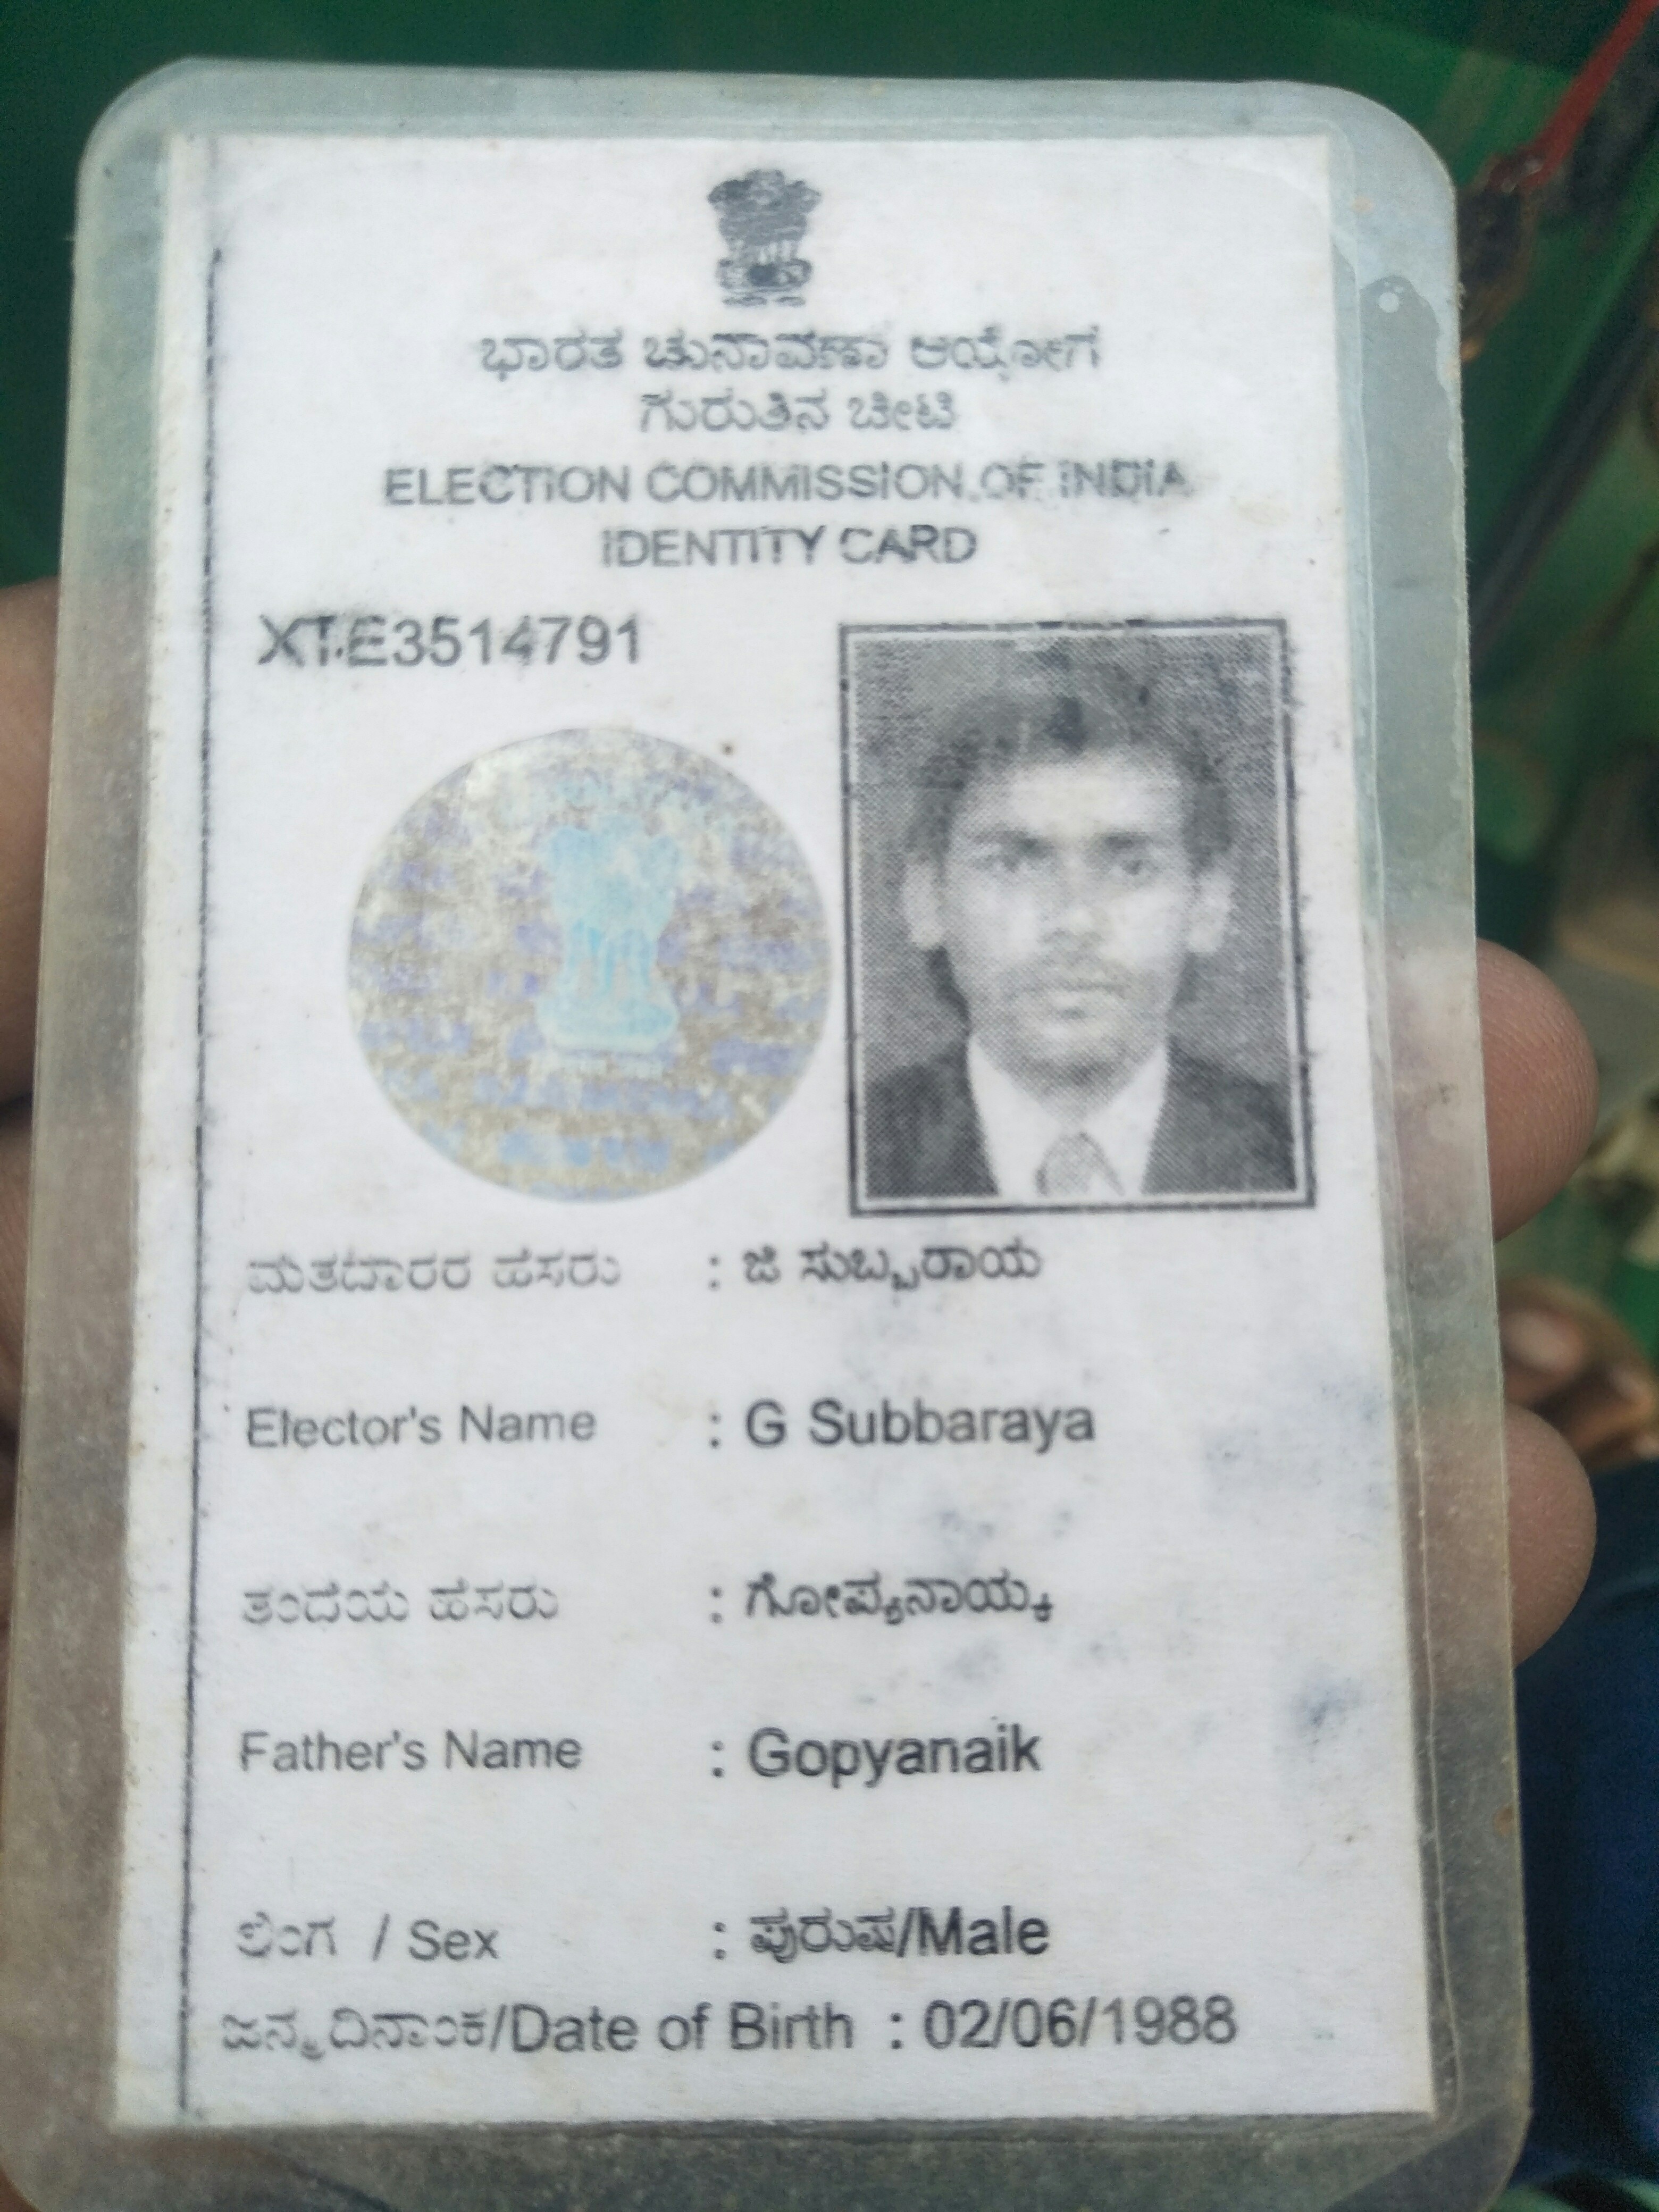 ಭಾರತ ಚುನಾವಣಾ ಆಯೋಗ
ಗುರುತಿನ ಚೀಟಿ
ELECTION COMMISSION OF INDIA
IDENTITY CARD
XTE3514791
ಮತದಾರರ ಹೆಸರು : ಜಿ ಸುಬ್ಬರಾಯ
Elector's Name : G Subbaraya
ತಂದೆಯ ಹೆಸರು : ಗೋಪ್ಯನಾಯ್ಕ
Father's Name : Gopyanaik
ಲಿಂಗ / Sex : ಪುರುಷ/Male
ಜನ್ಮ ದಿನಾಂಕ/Date of Birth : 02/06/1988